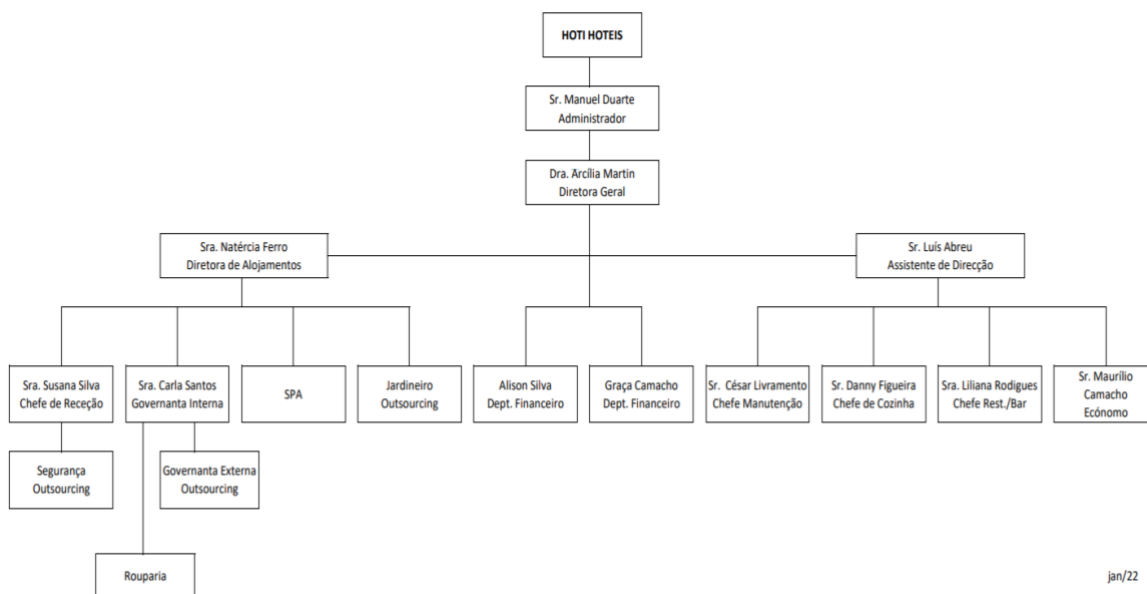 HOTI HOTEIS
Sr. Manuel Duarte
Administrador
Dra. Arcília Martin
Diretora Geral
Sra. Natércia Ferro
Diretora de Alojamentos
Sr. Luís Abreu
Assistente de Direcção
Sra. Susana Silva
Chefe de Receção
Sra. Carla Santos
Governanta Interna
SPA
Jardineiro
Outsourcing
Alison Silva
Dept. Financeiro
Graça Camacho
Dept. Financeiro
Sr. César Livramento
Chefe Manutenção
Sr. Danny Figueira
Chefe de Cozinha
Sra. Liliana Rodigues
Chefe Rest./Bar
Sr. Maurílio
Camacho
Ecónomo
Segurança
Outsourcing
Governanta Externa
Outsourcing
Rouparia
jan/22